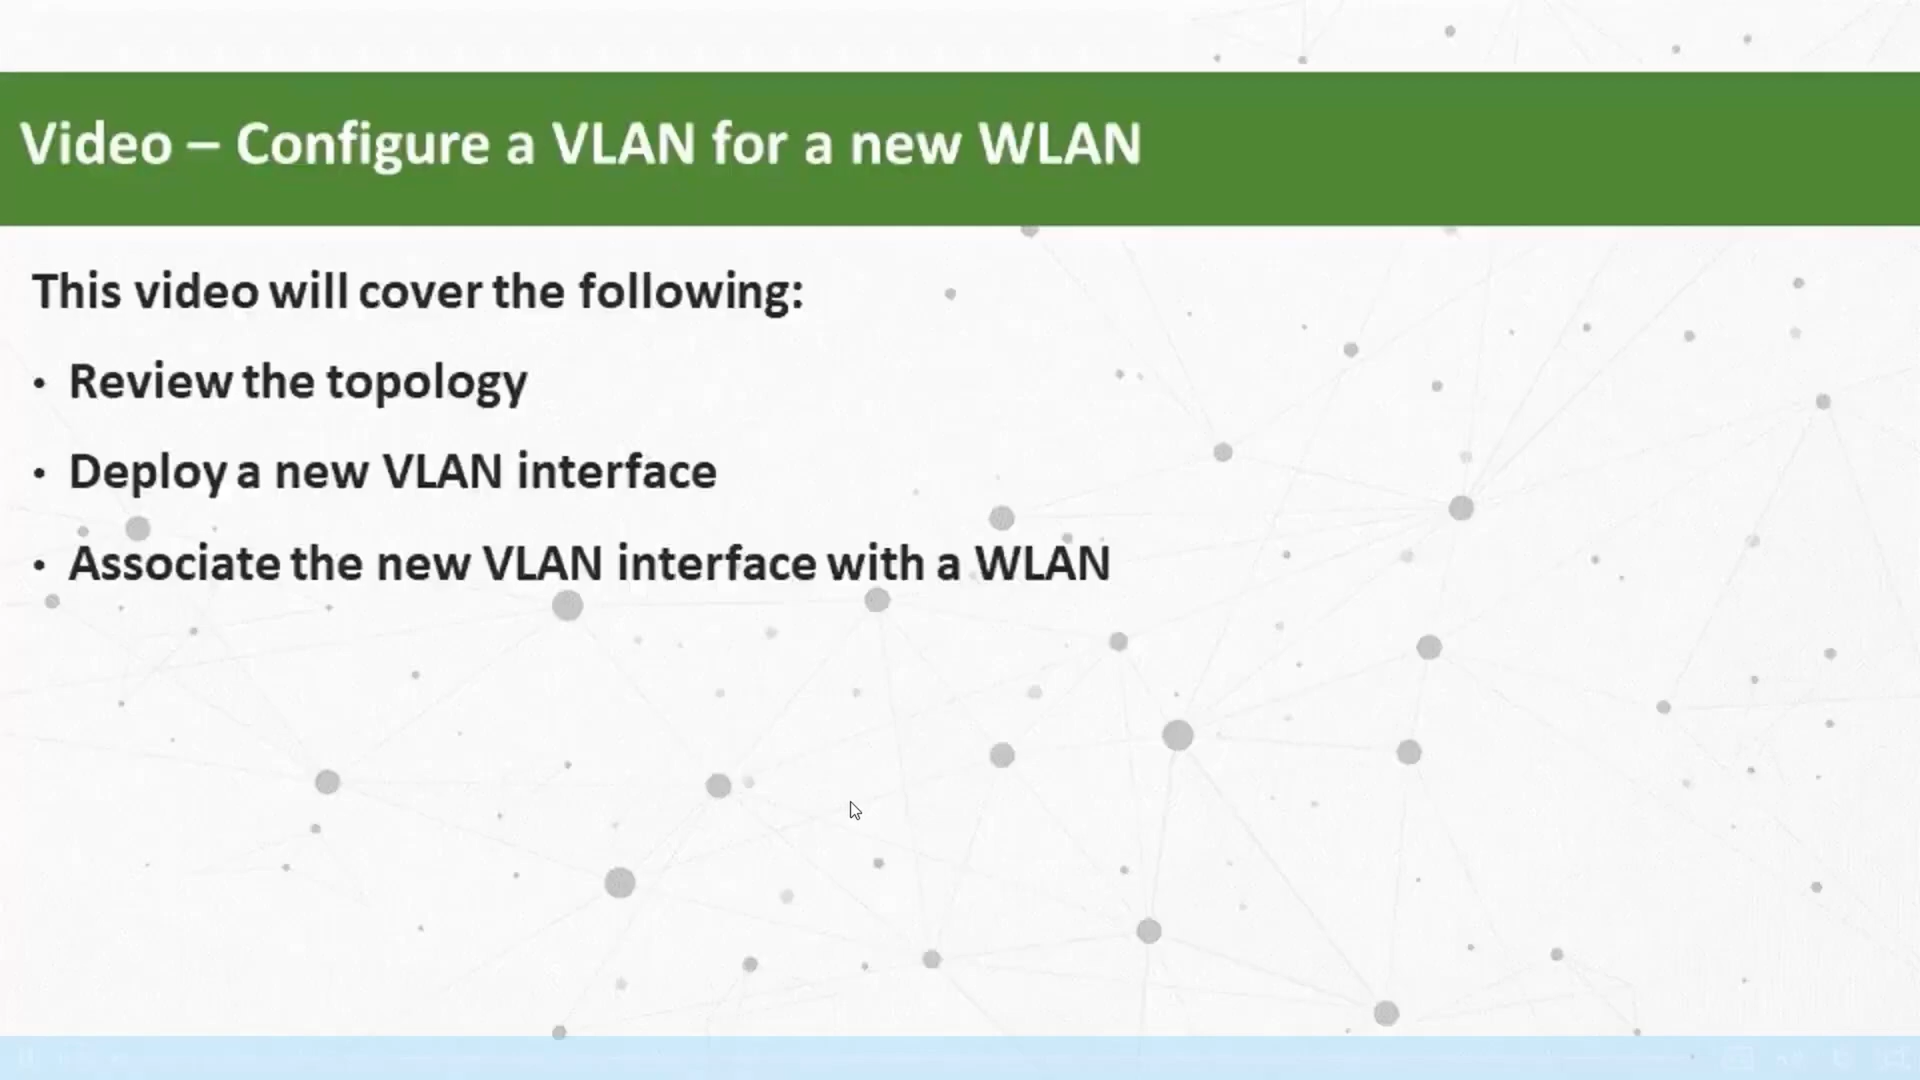 Video – Configure a VLAN for a new WLAN
This video will cover the following:
• Review the topology
• Deploy a new VLAN interface
• Associate the new VLAN interface with a WLAN